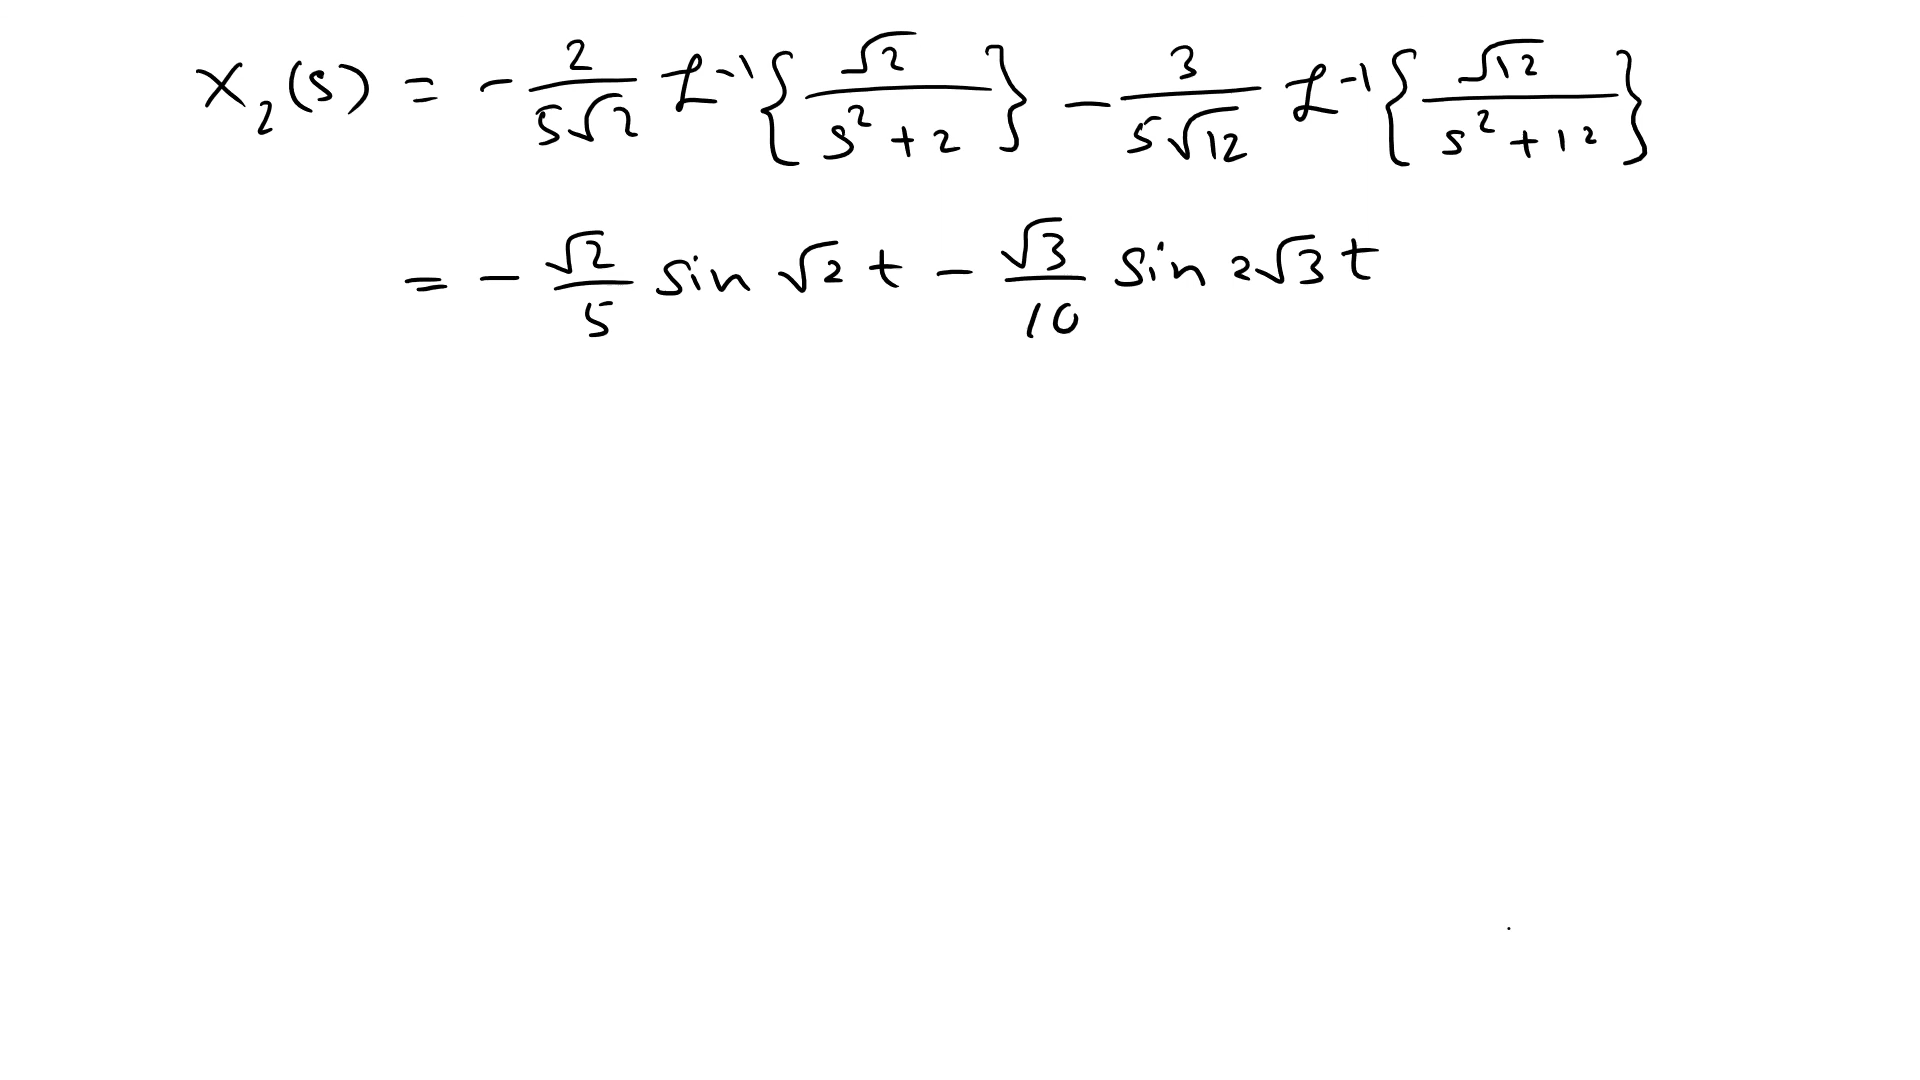 X₂(s) = - 2/(5√2) ℒ⁻¹{ √2/(s² + 2) } - 3/(5√12) ℒ⁻¹{ √12/(s² + 12) }
= - √2/5 sin √2 t - √3/10 sin 2√3 t